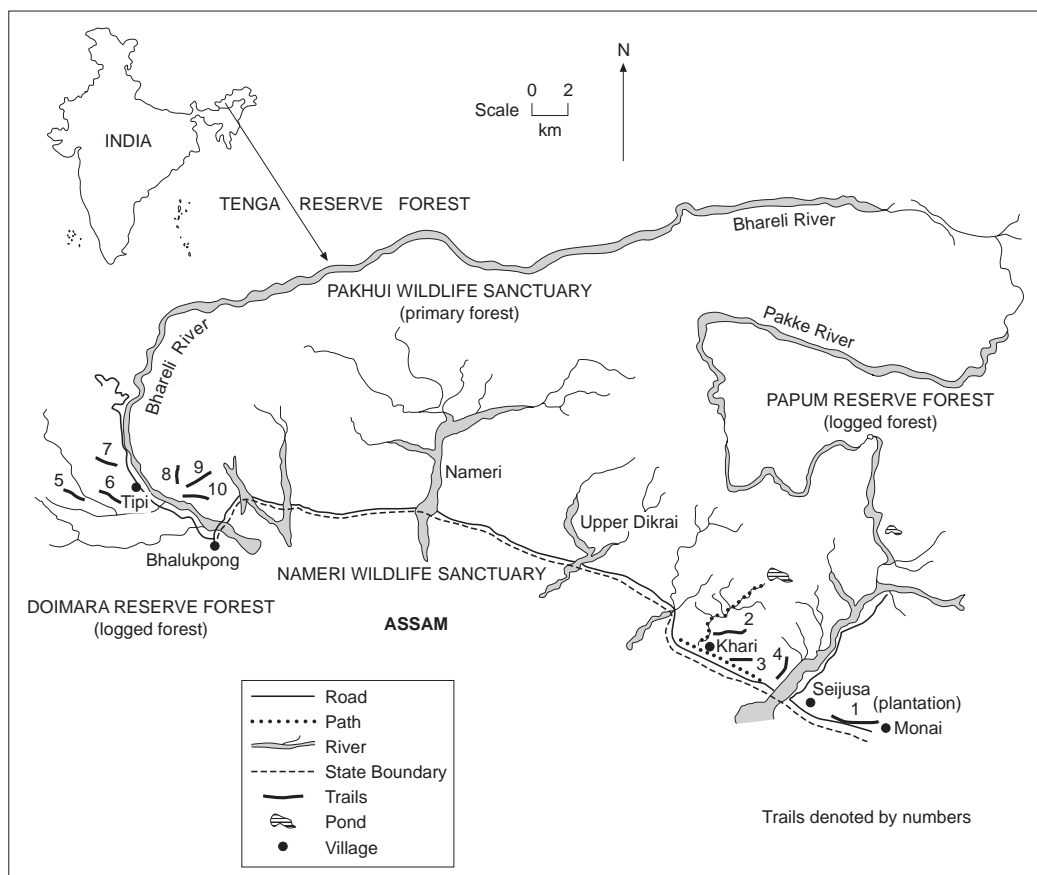 N
0 2
Scale
km
INDIA
TENGA RESERVE FOREST
Bhareli River
PAKHUI WILDLIFE SANCTUARY
(primary forest)
Bhareli River
Pakke River
PAPUM RESERVE FOREST
(logged forest)
7
8
9
5
6
10
Tipi
Nameri
Upper Dikrai
Bhalukpong
NAMERI WILDLIFE SANCTUARY
DOIMARA RESERVE FOREST
(logged forest)
ASSAM
2
Khari
3
4
Seijusa
(plantation)
1
Monai
Road
Path
River
State Boundary
Trails
Pond
Village
Trails denoted by numbers